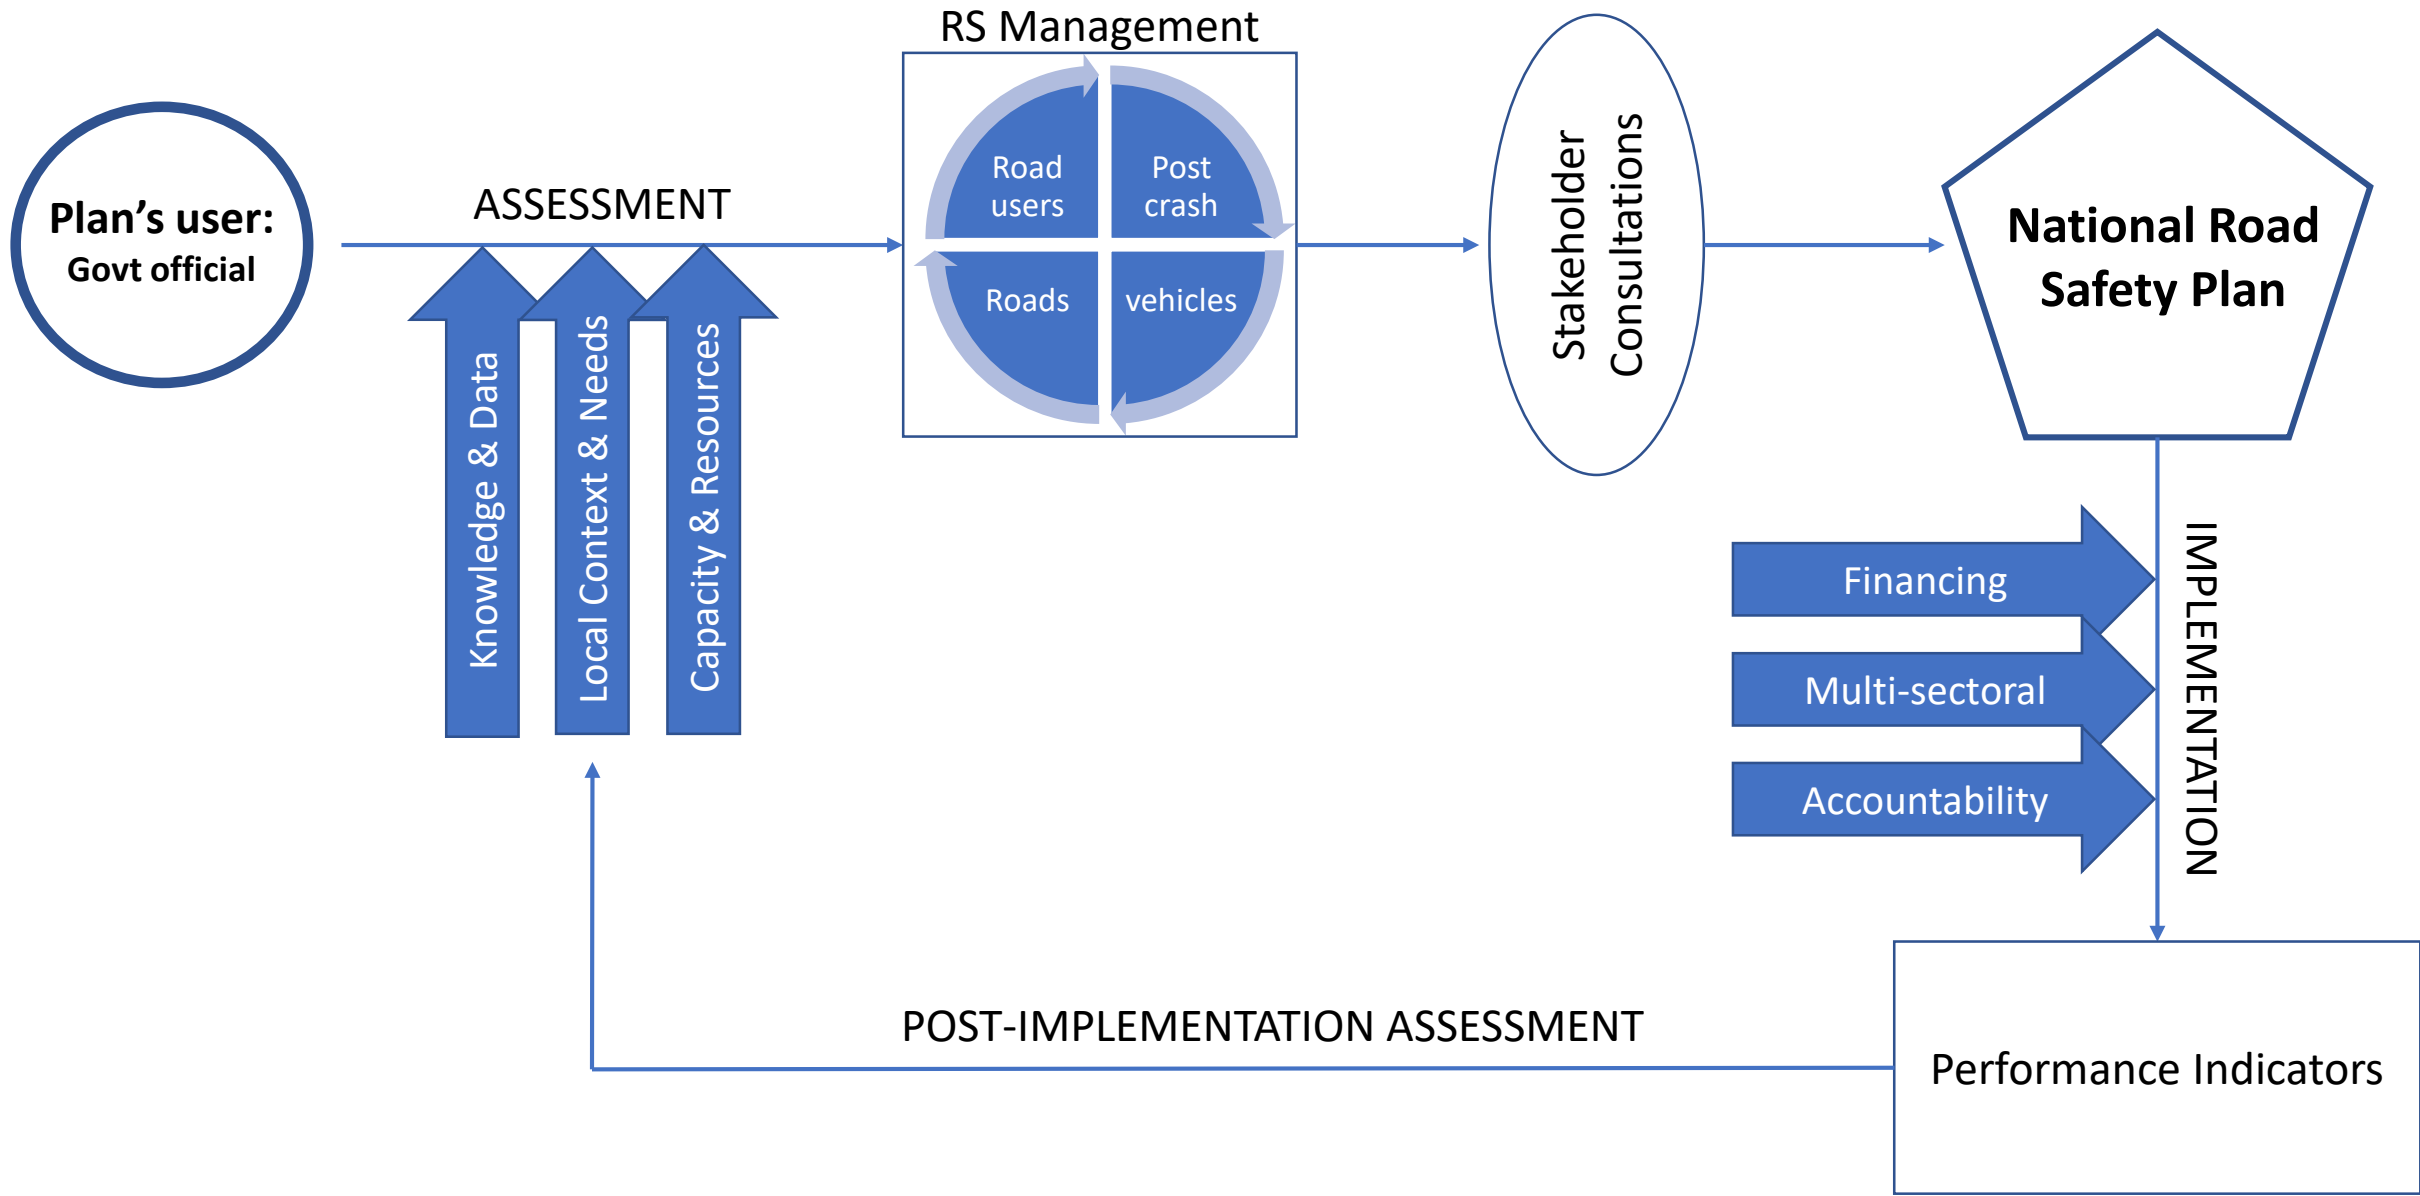 RS Management
Plan’s user:
Govt official
ASSESSMENT
Knowledge & Data
Local Context & Needs
Capacity & Resources
Road
users
Post
crash
Roads
vehicles
Stakeholder
Consultations
National Road
Safety Plan
Financing
Multi-sectoral
Accountability
IMPLEMENTATION
POST-IMPLEMENTATION ASSESSMENT
Performance Indicators